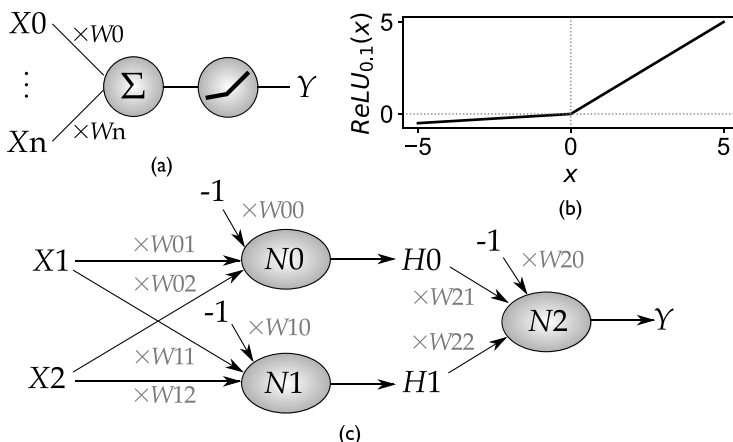 X0
×W0
⋮
Σ
Y
Xn
×Wn
(a)
ReLU0.1(x)
5
0
−5
0
5
x
(b)
-1
×W00
X1
×W01
N0
H0
-1
×W20
×W02
×W21
-1
×W10
N2
Y
×W11
×W22
X2
N1
H1
×W12
(c)